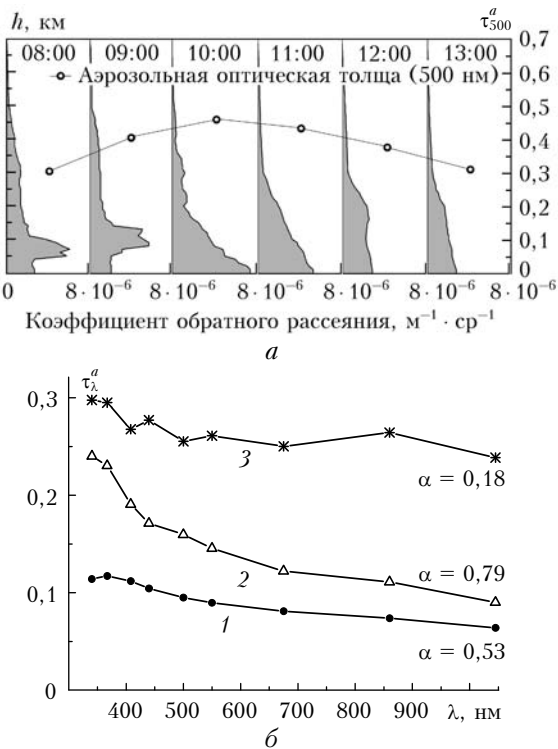 h, км τᵃ₅₀₀
08:00 09:00 10:00 11:00 12:00 13:00
Аэрозольная оптическая толща (500 нм)
0,7
0,6
0,5
0,4
0,3
0,2
0,1
0
0 8 · 10⁻⁶ 8 · 10⁻⁶ 8 · 10⁻⁶ 8 · 10⁻⁶ 8 · 10⁻⁶ 8 · 10⁻⁶
Коэффициент обратного рассеяния, м⁻¹ · ср⁻¹
а
τᵃλ
0,3
0,2
0,1
0
3
α = 0,18
2
α = 0,79
1
α = 0,53
400 500 600 700 800 900 λ, нм
б